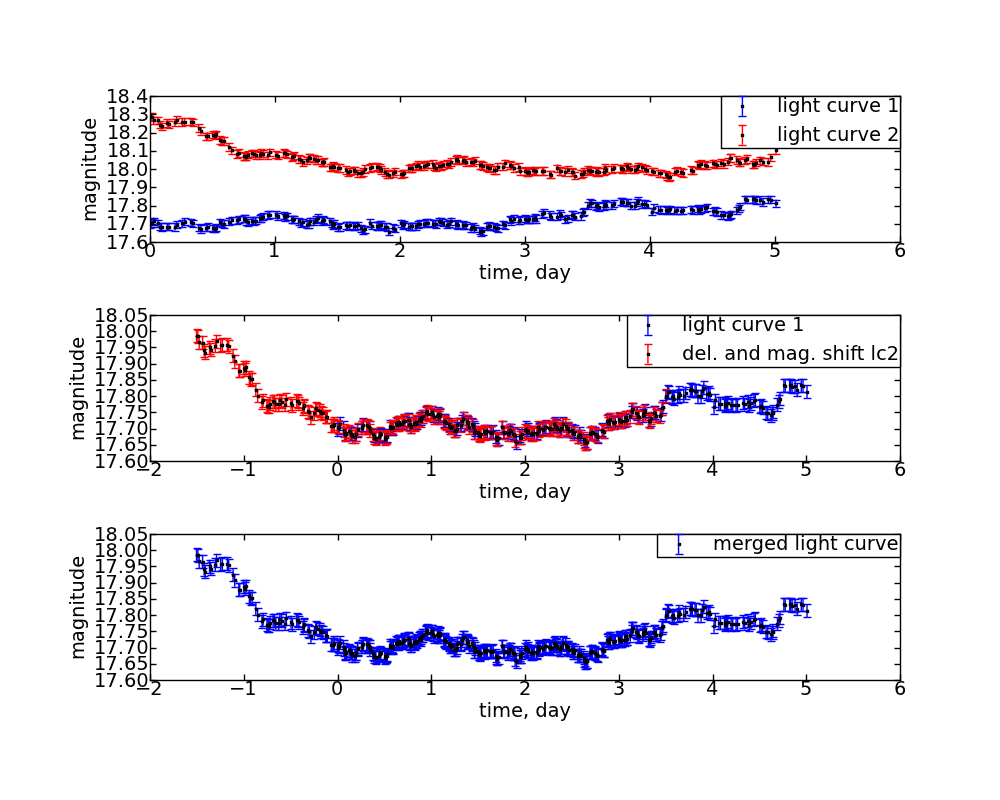 18.4
18.3
18.2
18.1
18.0
17.9
17.8
17.7
17.6
magnitude
light curve 1
light curve 2
0 1 2 3 4 5 6
time, day
18.05
18.00
17.95
17.90
17.85
17.80
17.75
17.70
17.65
17.60
magnitude
light curve 1
del. and mag. shift lc2
−2 −1 0 1 2 3 4 5 6
time, day
18.05
18.00
17.95
17.90
17.85
17.80
17.75
17.70
17.65
17.60
magnitude
merged light curve
−2 −1 0 1 2 3 4 5 6
time, day